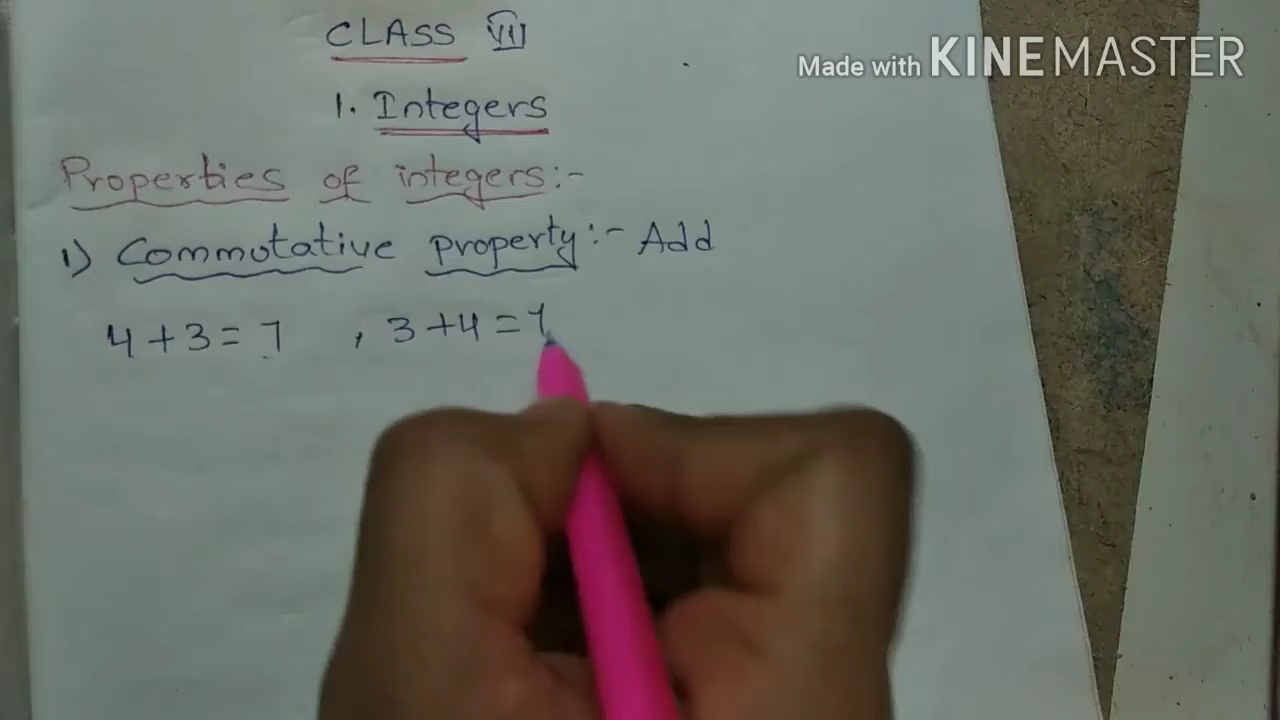 CLASS VII
Made with KINEMASTER
1. Integers
Properties of integers:-
1) Commutative property:- Add
4+3=7 , 3+4=7